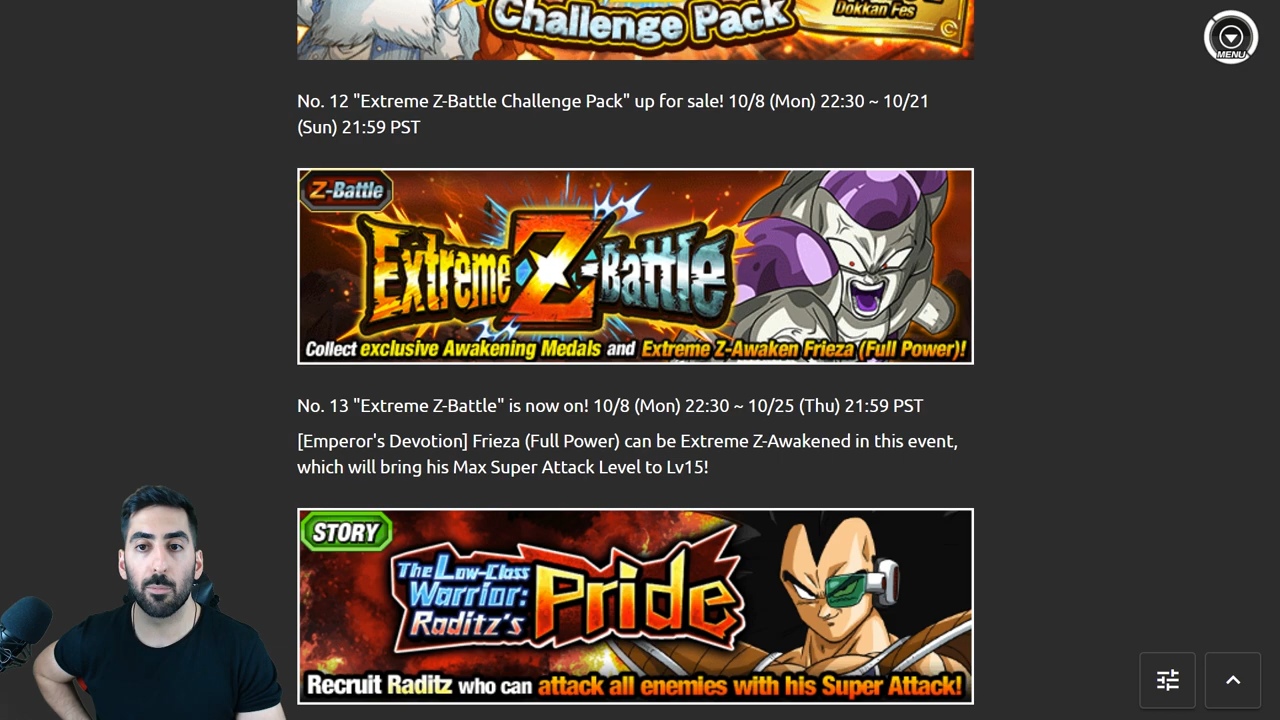 Challenge Pack
Dokkan Fes
MENU
No. 12 "Extreme Z-Battle Challenge Pack" up for sale! 10/8 (Mon) 22:30 ~ 10/21
(Sun) 21:59 PST
Z-Battle
Extreme Z-Battle
Collect exclusive Awakening Medals and Extreme Z-Awaken Frieza (Full Power)!
No. 13 "Extreme Z-Battle" is now on! 10/8 (Mon) 22:30 ~ 10/25 (Thu) 21:59 PST
[Emperor's Devotion] Frieza (Full Power) can be Extreme Z-Awakened in this event,
which will bring his Max Super Attack Level to Lv15!
STORY
The Low-Class
Warrior:
Raditz's
Pride
Recruit Raditz who can attack all enemies with his Super Attack!